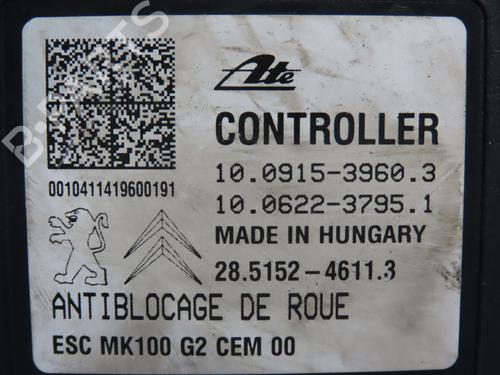 Ate
CONTROLLER
10.0915-3960.3
10.0622-3795.1
MADE IN HUNGARY
28.5152-4611.3
0010411419600191
ANTIBLOCAGE DE ROUE
ESC MK100 G2 CEM 00
B-PARTS